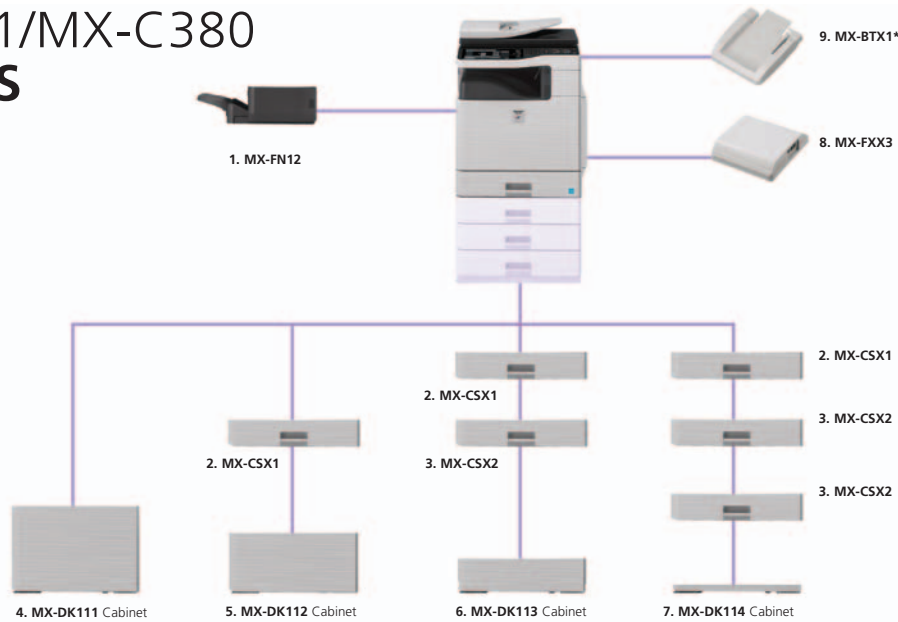 1/MX-C380
S
9. MX-BTX1*
1. MX-FN12
8. MX-FXX3
2. MX-CSX1
2. MX-CSX1
3. MX-CSX2
2. MX-CSX1
3. MX-CSX2
3. MX-CSX2
4. MX-DK111 Cabinet
5. MX-DK112 Cabinet
6. MX-DK113 Cabinet
7. MX-DK114 Cabinet